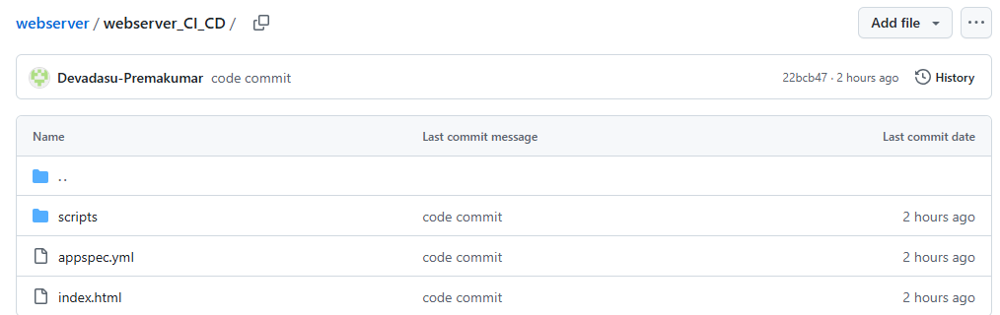 webserver / webserver_CI_CD / Add file
Devadasu-Premakumar code commit 22bcb47 · 2 hours ago History
Name Last commit message Last commit date
..
scripts code commit 2 hours ago
appspec.yml code commit 2 hours ago
index.html code commit 2 hours ago